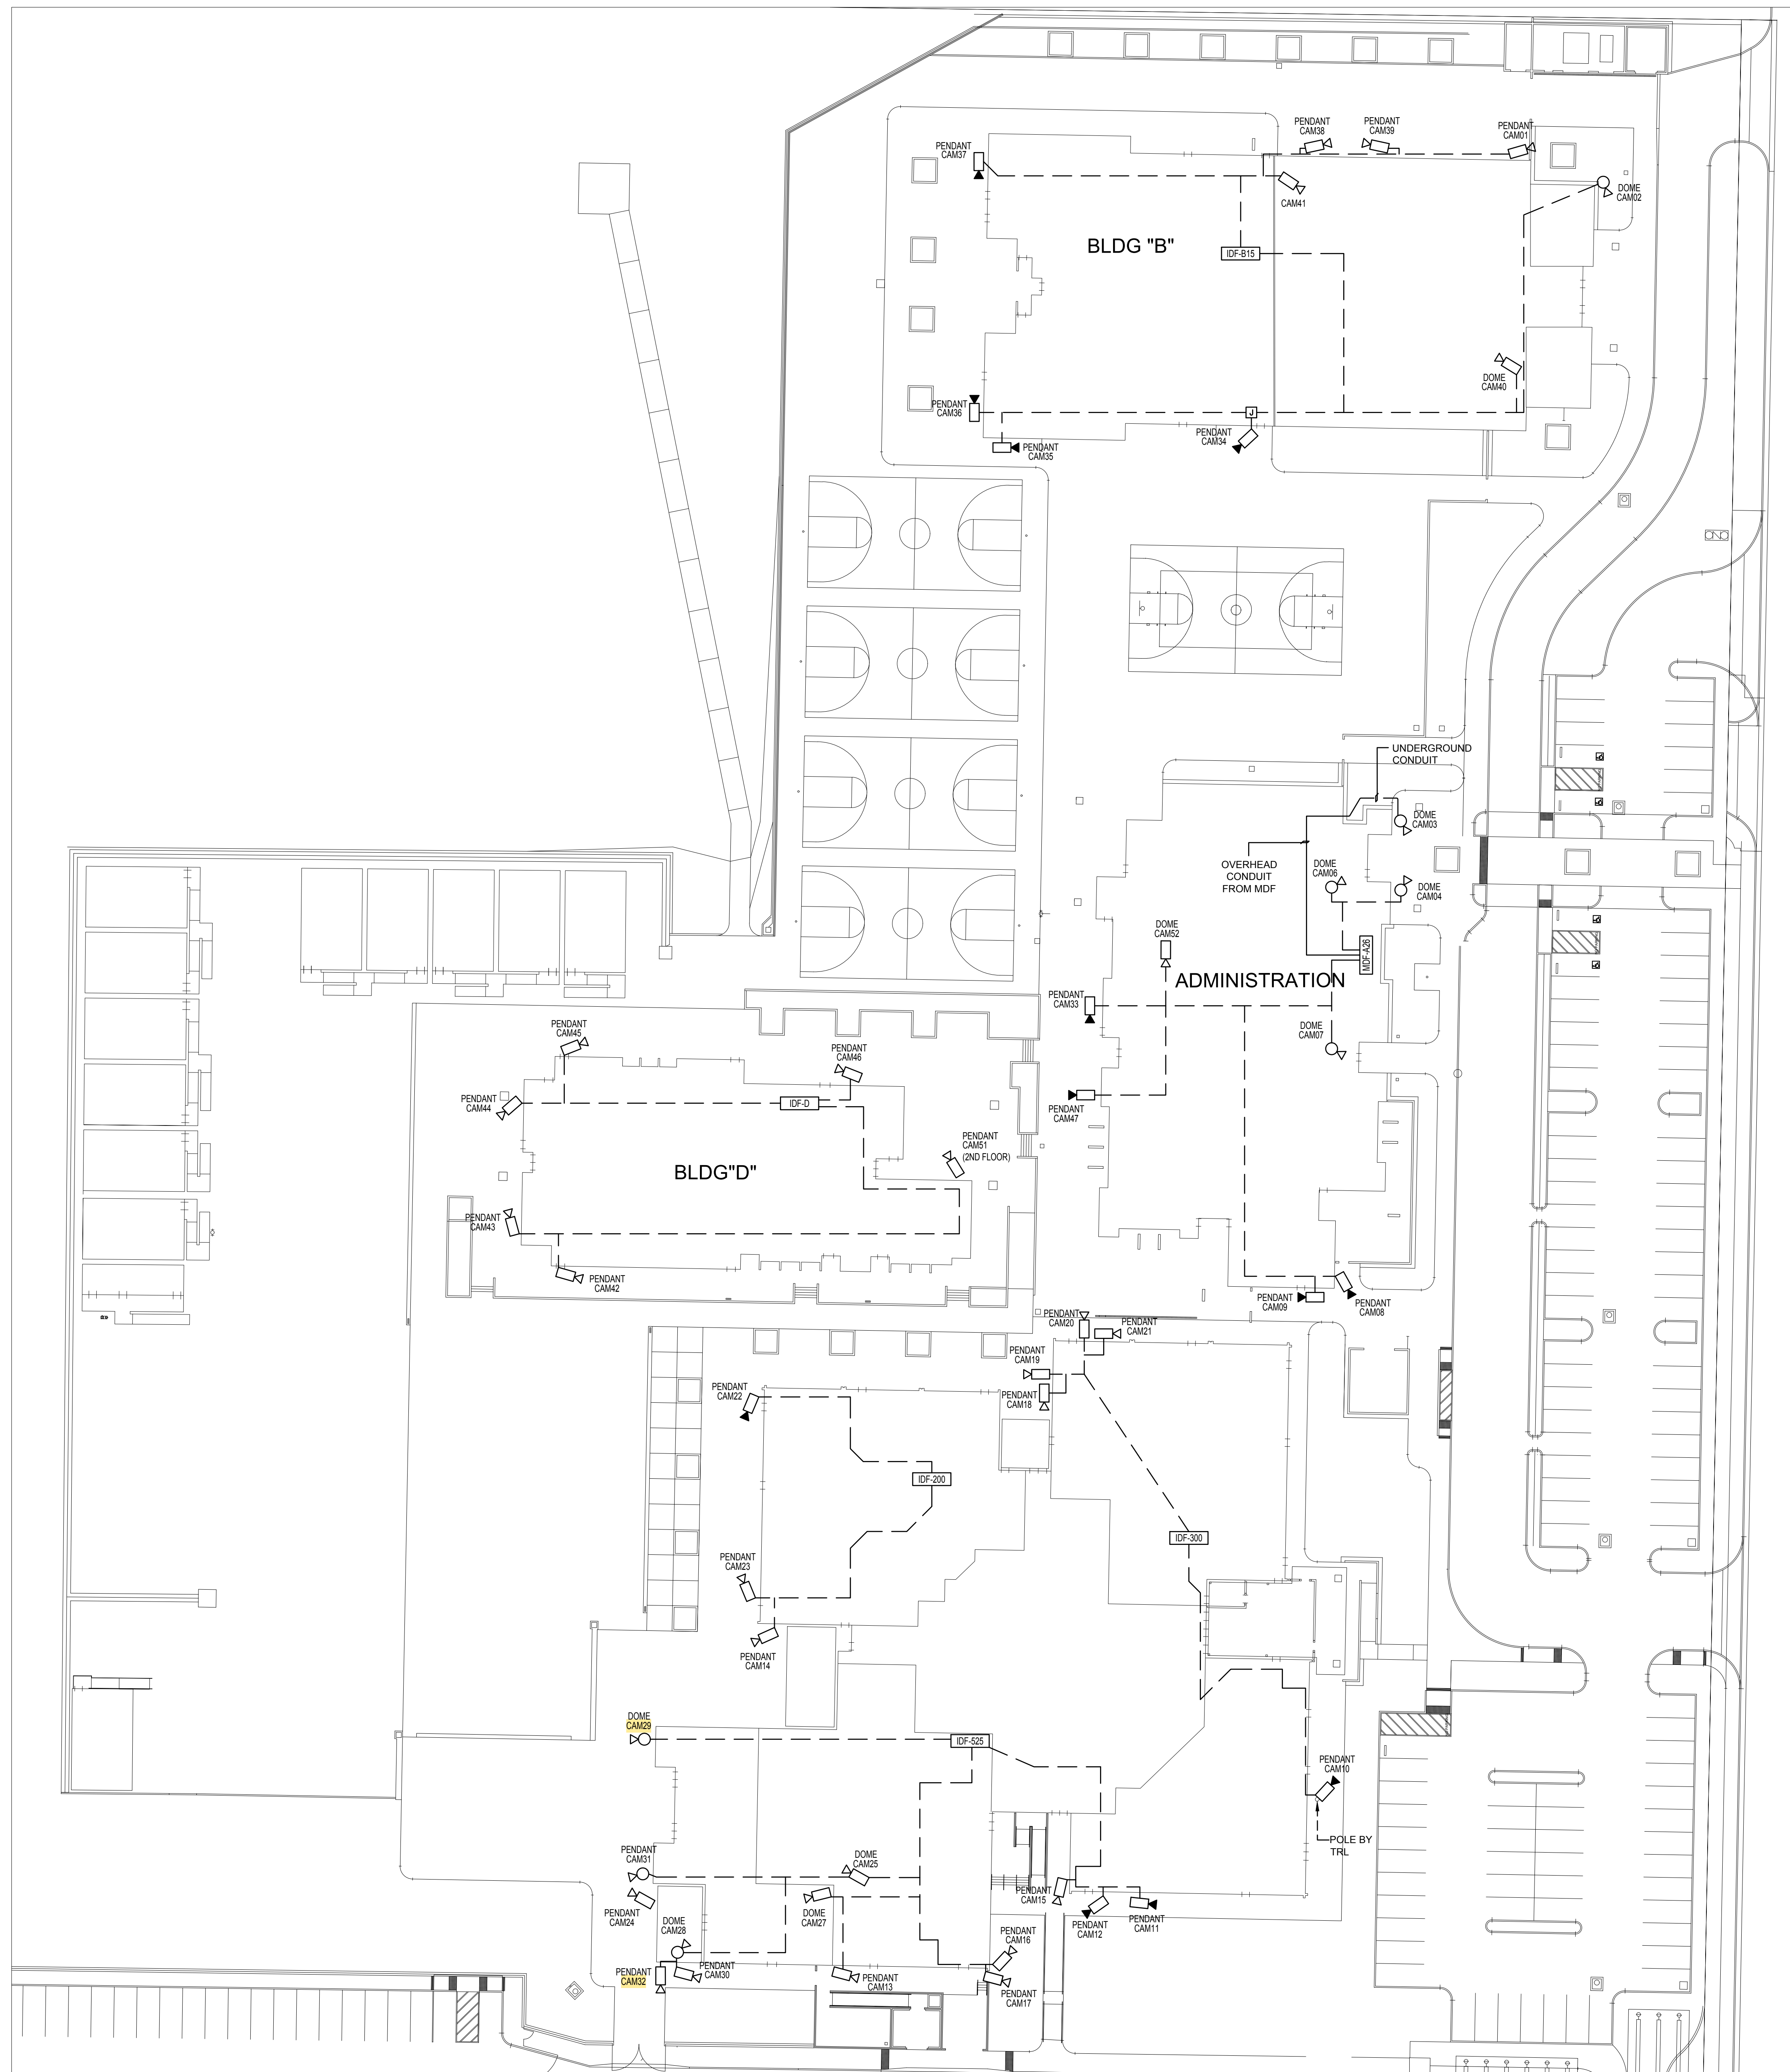 PENDANT
CAM38
PENDANT
CAM39
PENDANT
CAM01
PENDANT
CAM37
DOME
CAM02
CAM41
BLDG "B"
IDF-B15
DOME
CAM40
PENDANT
CAM36
J
PENDANT
CAM34
PENDANT
CAM35
UNDERGROUND
CONDUIT
DOME
CAM03
OVERHEAD
CONDUIT
FROM MDF
DOME
CAM06
DOME
CAM04
DOME
CAM52
MDF-A26
ADMINISTRATION
PENDANT
CAM33
DOME
CAM07
PENDANT
CAM45
PENDANT
CAM46
PENDANT
CAM44
IDF-D
PENDANT
CAM47
PENDANT
CAM51
(2ND FLOOR)
BLDG"D"
PENDANT
CAM43
PENDANT
CAM42
PENDANT
CAM09
PENDANT
CAM08
PENDANT
CAM20
PENDANT
CAM21
PENDANT
CAM19
PENDANT
CAM18
PENDANT
CAM22
IDF-200
IDF-300
PENDANT
CAM23
PENDANT
CAM14
DOME
CAM29
IDF-525
PENDANT
CAM10
POLE BY
TRL
PENDANT
CAM31
DOME
CAM25
PENDANT
CAM24
DOME
CAM27
PENDANT
CAM15
PENDANT
CAM12
PENDANT
CAM11
DOME
CAM28
PENDANT
CAM16
PENDANT
CAM32
PENDANT
CAM30
PENDANT
CAM13
PENDANT
CAM17